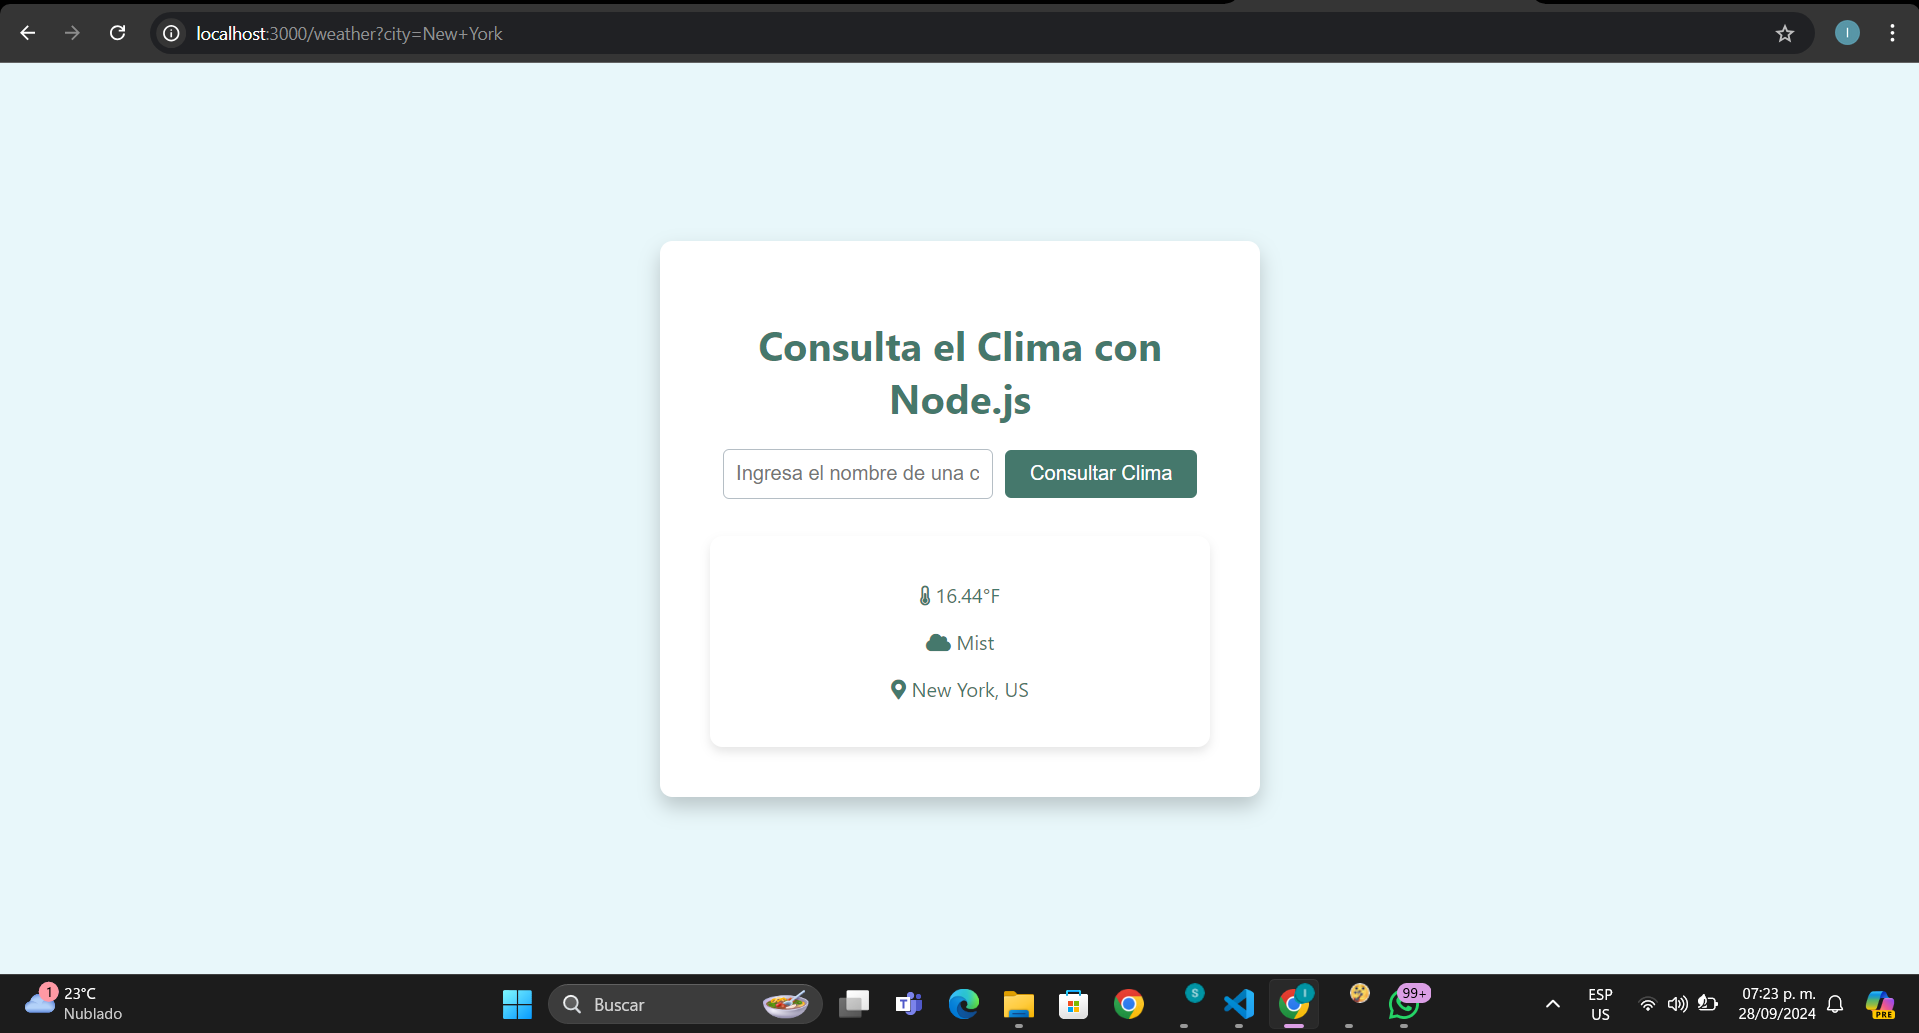 localhost:3000/weather?city=New+York
I
Consulta el Clima con
Node.js
Ingresa el nombre de una c
Consultar Clima
16.44°F
Mist
New York, US
1
23°C
Nublado
Buscar
T
S
I
99+
ESP
US
07:23 p. m.
28/09/2024
PRE